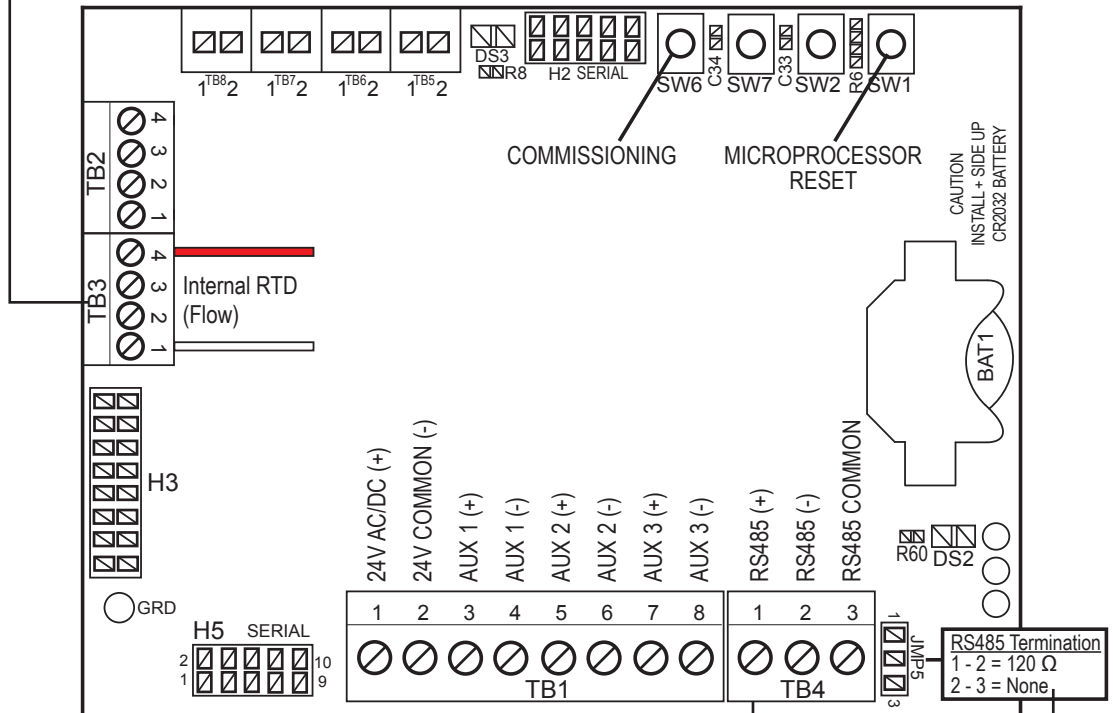 1 TB8 2
1 TB7 2
1 TB6 2
1 TB5 2
DS3
R8
H2 SERIAL
SW6
C34
SW7
C33
SW2
R6
SW1
COMMISSIONING
MICROPROCESSOR
RESET
CAUTION
INSTALL + SIDE UP
CR2032 BATTERY
TB2
4
3
2
1
TB3
4
3
2
1
Internal RTD
(Flow)
BAT1
H3
GRD
24V AC/DC (+)
24V COMMON (-)
AUX 1 (+)
AUX 1 (-)
AUX 2 (+)
AUX 2 (-)
AUX 3 (+)
AUX 3 (-)
RS485 (+)
RS485 (-)
RS485 COMMON
R60
DS2
H5 SERIAL
2
1
10
9
1 2 3 4 5 6 7 8
TB1
1 2 3
TB4
1
JMP5
3
RS485 Termination
1 - 2 = 120 Ω
2 - 3 = None